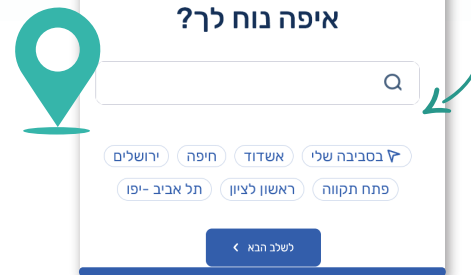 איפה נוח לך?
בסביבה שלי אשדוד חיפה ירושלים
פתח תקווה ראשון לציון תל אביב -יפו
לשלב הבא